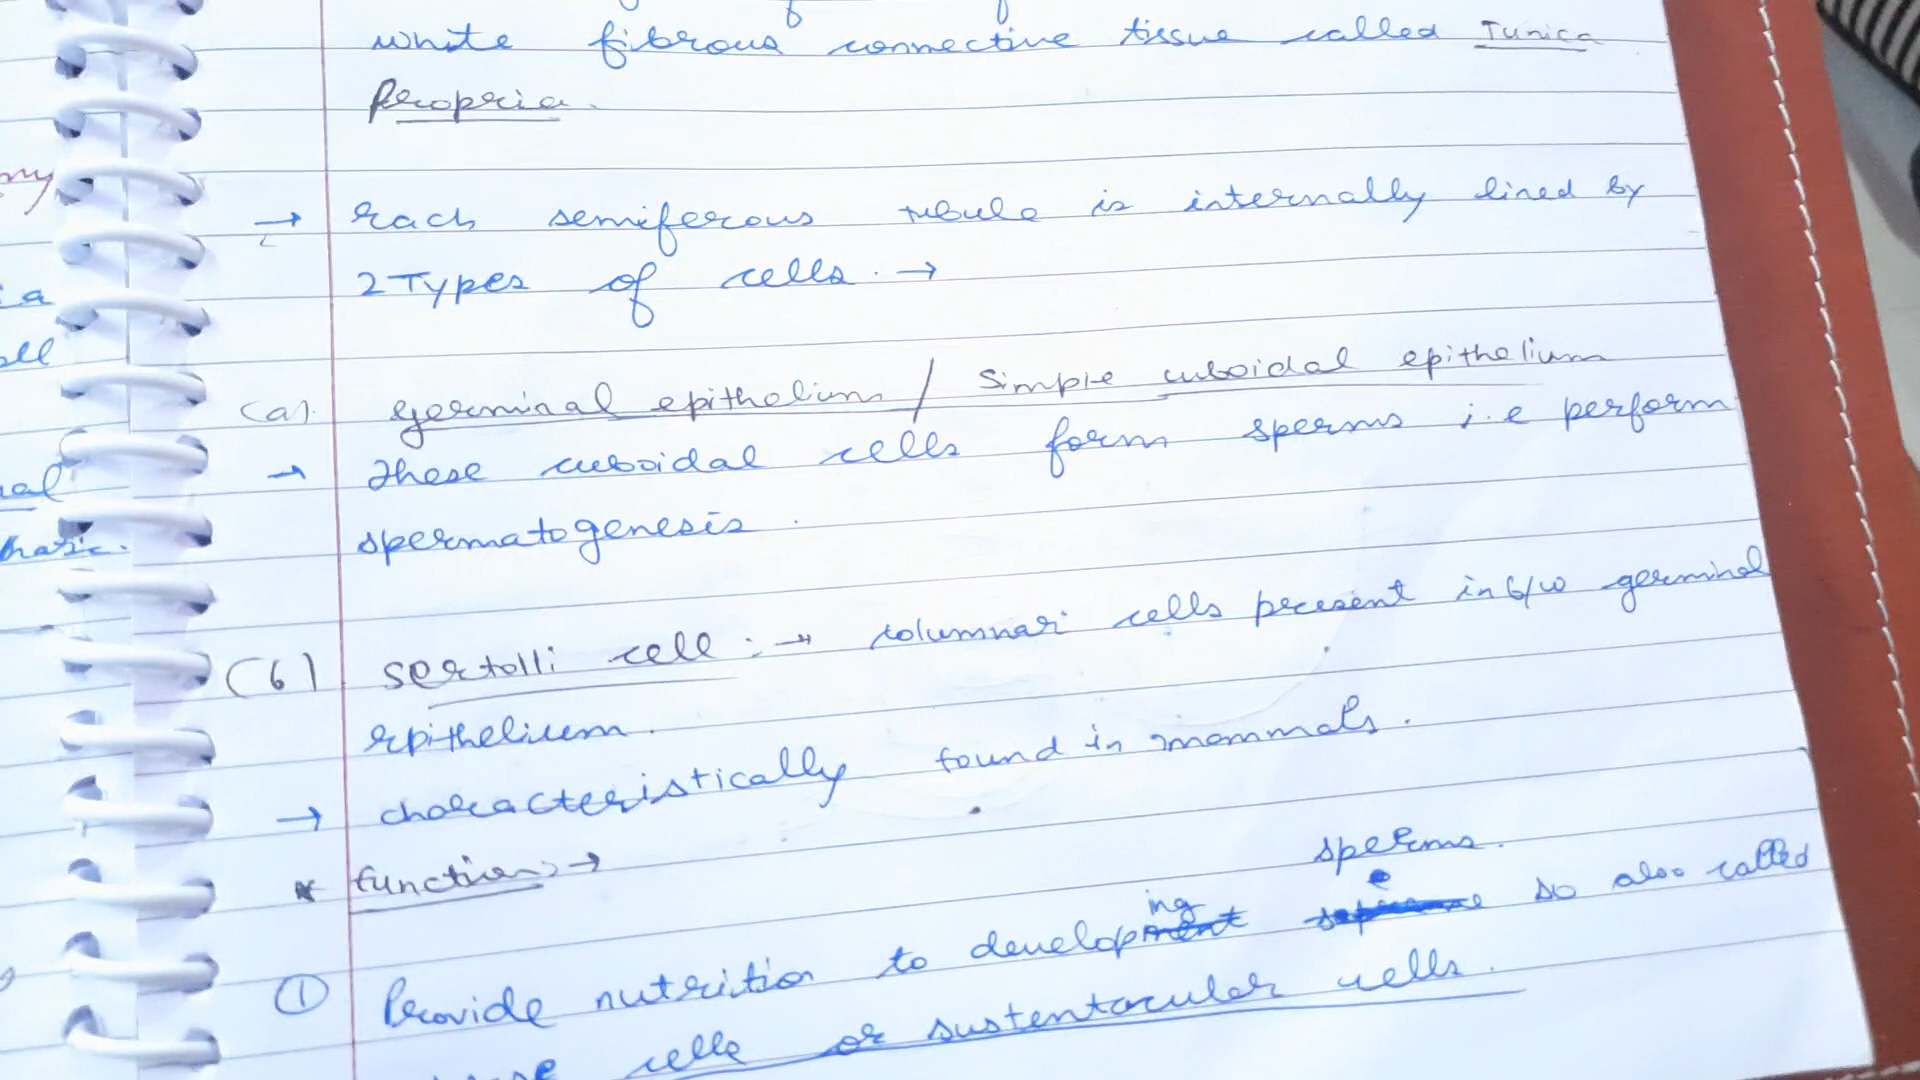 white fibrous connective tissue called Tunica
Propria.
→ each semiferous tubule is internally lined by
2 Types of cells. →
(a). germinal epithelium / Simple cuboidal epithelium
→ These cuboidal cells form sperms i.e perform
spermatogenesis.
(b) sertolli cell :→ columnar cells present in b/w germinal
epithelium.
→ characteristically found in mammals.
* function :→
① Provide nutrition to developing sperms. so also called
cells or sustentacular cells.